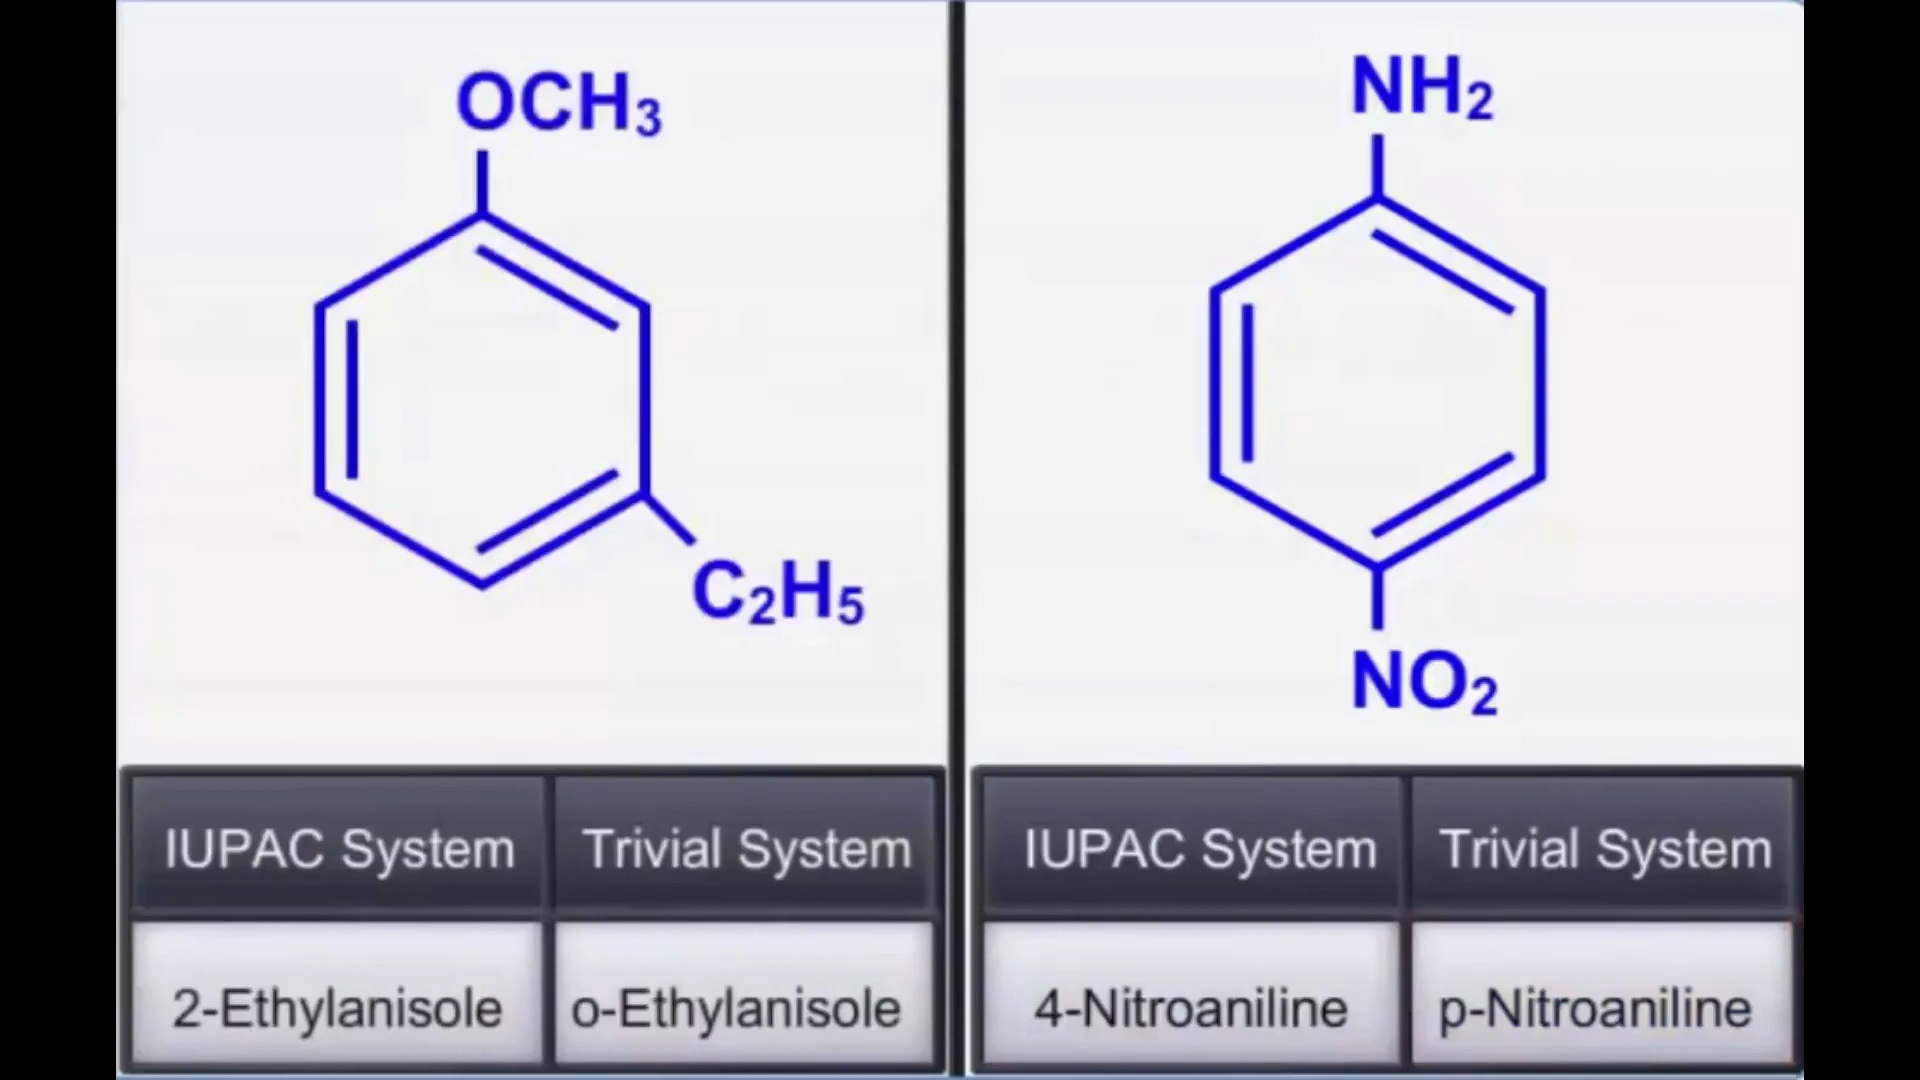 OCH3
C2H5
IUPAC System
Trivial System
2-Ethylanisole
o-Ethylanisole
NH2
NO2
IUPAC System
Trivial System
4-Nitroaniline
p-Nitroaniline